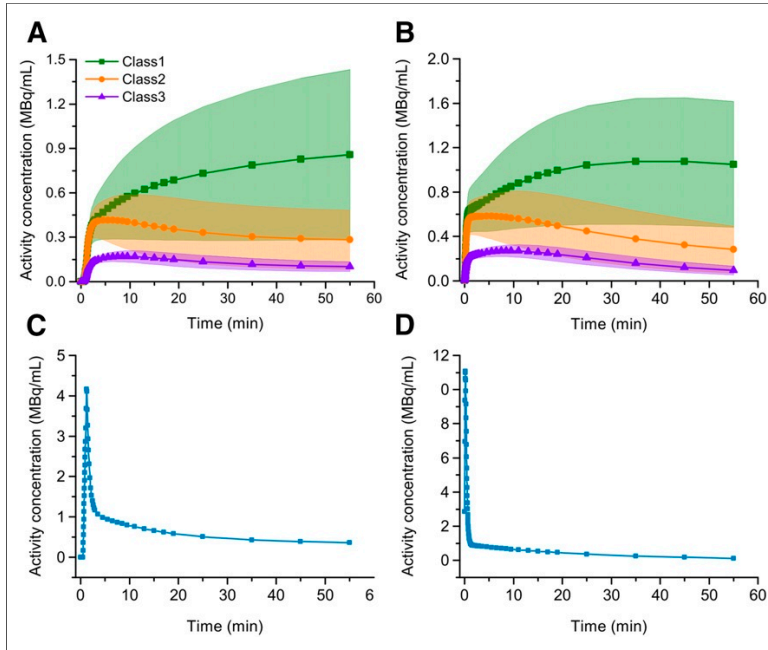 A
B
Activity concentration (MBq/mL)
1.5
1.2
0.9
0.6
0.3
0.0
Class1
Class2
Class3
0 10 20 30 40 50 60
Time (min)
Activity concentration (MBq/mL)
2.0
1.6
1.2
0.8
0.4
0.0
0 10 20 30 40 50 60
Time (min)
C
D
Activity concentration (MBq/mL)
5
4
3
2
1
0
0 10 20 30 40 50 6
Time (min)
Activity concentration (MBq/mL)
12
10
8
6
4
2
0
0 10 20 30 40 50 60
Time (min)